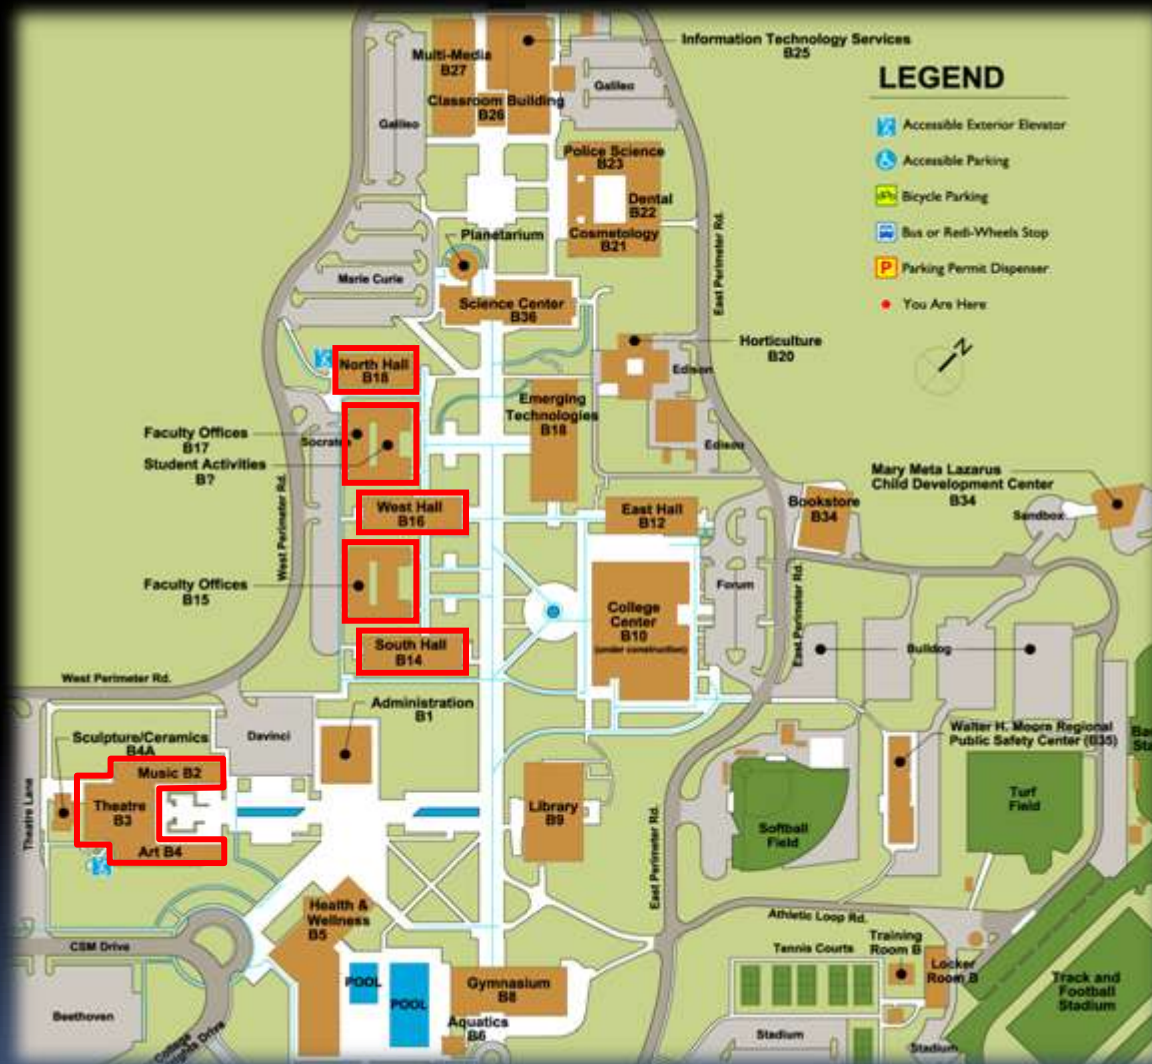 Information Technology Services
B25
Multi-Media
B27
Classroom Building
B26
Galileo
Galileo
LEGEND
Accessible Exterior Elevator
Accessible Parking
Bicycle Parking
Bus or Redi-Wheels Stop
P Parking Permit Dispenser
You Are Here
N
Police Science
B23
Dental
B22
Cosmetology
B21
Planetarium
Marie Curie
Science Center
B36
East Perimeter Rd.
Horticulture
B20
Edison
Edison
North Hall
B18
Emerging
Technologies
B18
Faculty Offices
B17
Student Activities
B?
Socrates
West Perimeter Rd.
West Hall
B16
East Hall
B12
Bookstore
B34
Mary Meta Lazarus
Child Development Center
B34
Sandbox
Faculty Offices
B15
College
Center
B10
(under construction)
Forum
East Perimeter Rd.
Bulldog
South Hall
B14
West Perimeter Rd.
Administration
B1
Davinci
Sculpture/Ceramics
B4A
Music B2
Theatre
B3
Art B4
Theatre Lane
Library
B9
Walter H. Moore Regional
Public Safety Center (B35)
Softball
Field
Turf
Field
East Perimeter Rd.
Health &
Wellness
B5
CSM Drive
Beethoven
POOL
POOL
Gymnasium
B8
Aquatics
B6
Athletic Loop Rd.
Tennis Courts
Training
Room B
Locker
Room B
Track and
Football
Stadium
Stadium
Stadium